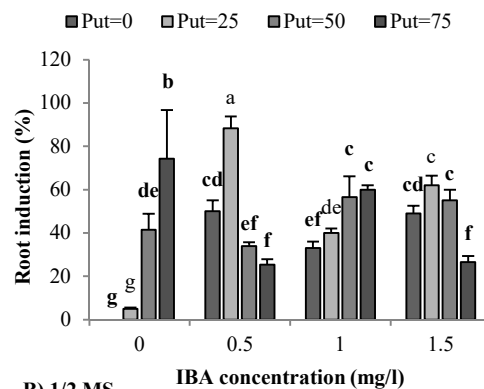 Put=0 Put=25 Put=50 Put=75
Root induction (%)
120
100
80
60
40
20
0
g g de b
cd a ef f
ef de c c
cd c c f
0 0.5 1 1.5
IBA concentration (mg/l)
B) 1/2 MS